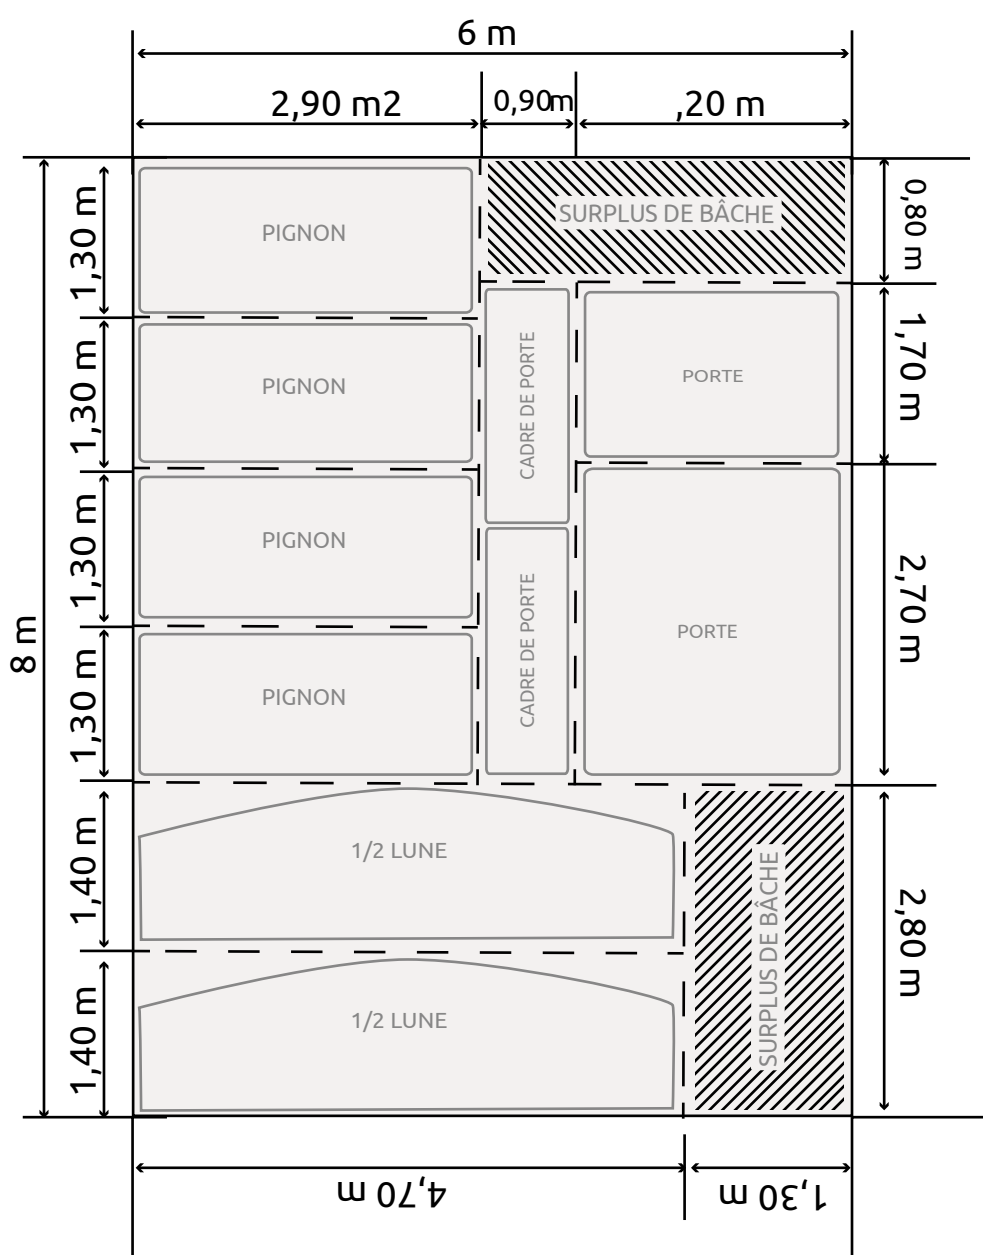 6 m
2,90 m2
0,90m
,20 m
8 m
1,30 m
PIGNON
SURPLUS DE BÂCHE
0,80 m
1,30 m
PIGNON
CADRE DE PORTE
PORTE
1,70 m
1,30 m
PIGNON
CADRE DE PORTE
PORTE
2,70 m
1,30 m
PIGNON
1,40 m
1/2 LUNE
SURPLUS DE BÂCHE
2,80 m
1,40 m
1/2 LUNE
4,70 m
1,30 m